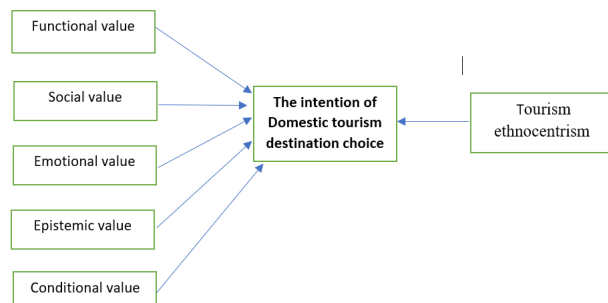 Functional value
Social value
Emotional value
Epistemic value
Conditional value
The intention of
Domestic tourism
destination choice
Tourism
ethnocentrism